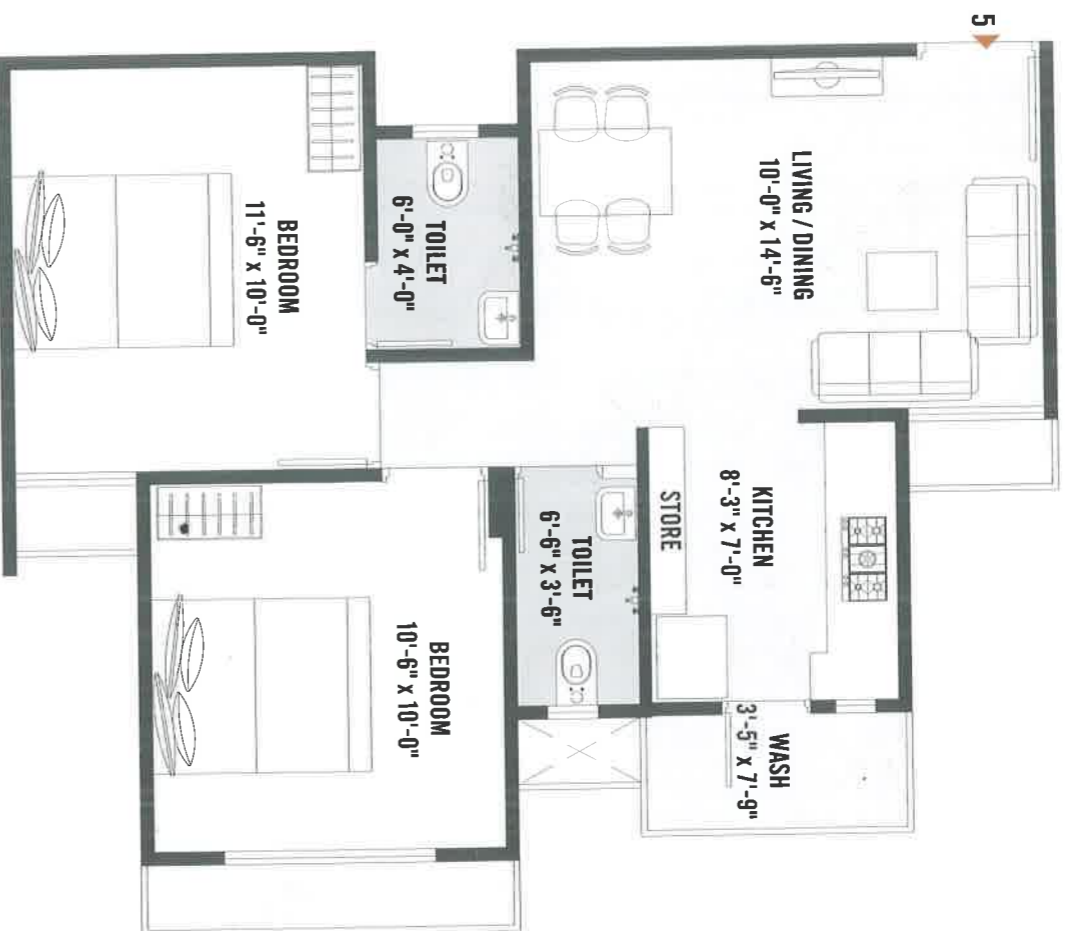 5
LIVING / DINING
10'-0" x 14'-6"
KITCHEN
8'-3" x 7'-0"
STORE
WASH
3'-5" x 7'-9"
TOILET
6'-0" x 4'-0"
TOILET
6'-6" x 3'-6"
BEDROOM
11'-6" x 10'-0"
BEDROOM
10'-6" x 10'-0"